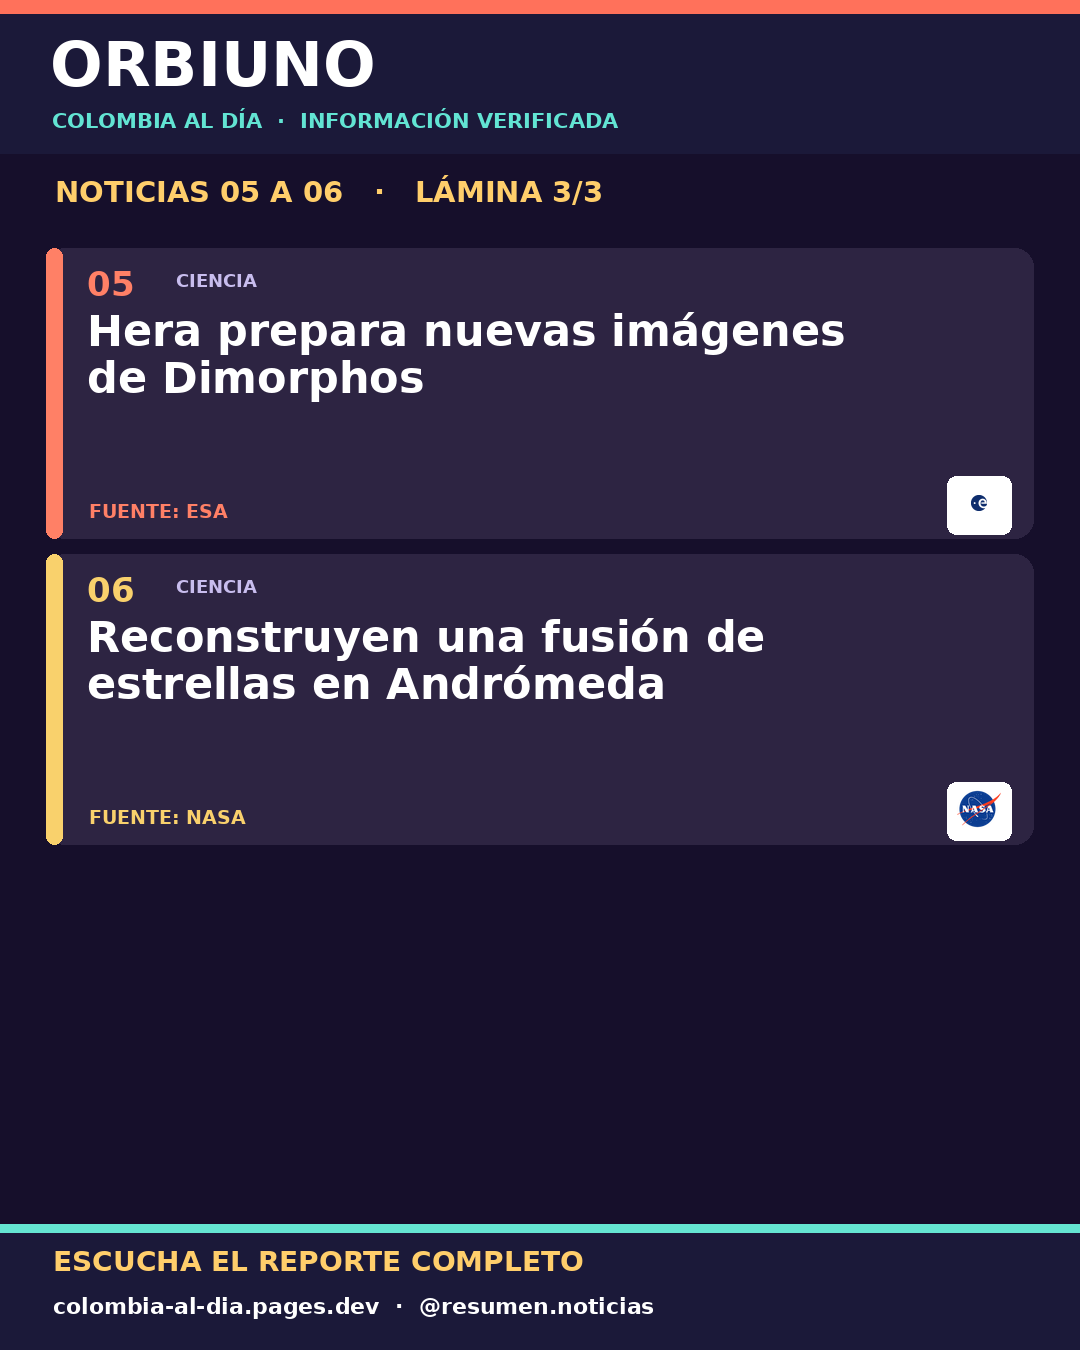 ORBIUNO
COLOMBIA AL DÍA · INFORMACIÓN VERIFICADA
NOTICIAS 05 A 06 · LÁMINA 3/3
05 CIENCIA
Hera prepara nuevas imágenes
de Dimorphos
FUENTE: ESA
e
06 CIENCIA
Reconstruyen una fusión de
estrellas en Andrómeda
FUENTE: NASA
NASA
ESCUCHA EL REPORTE COMPLETO
colombia-al-dia.pages.dev · @resumen.noticias